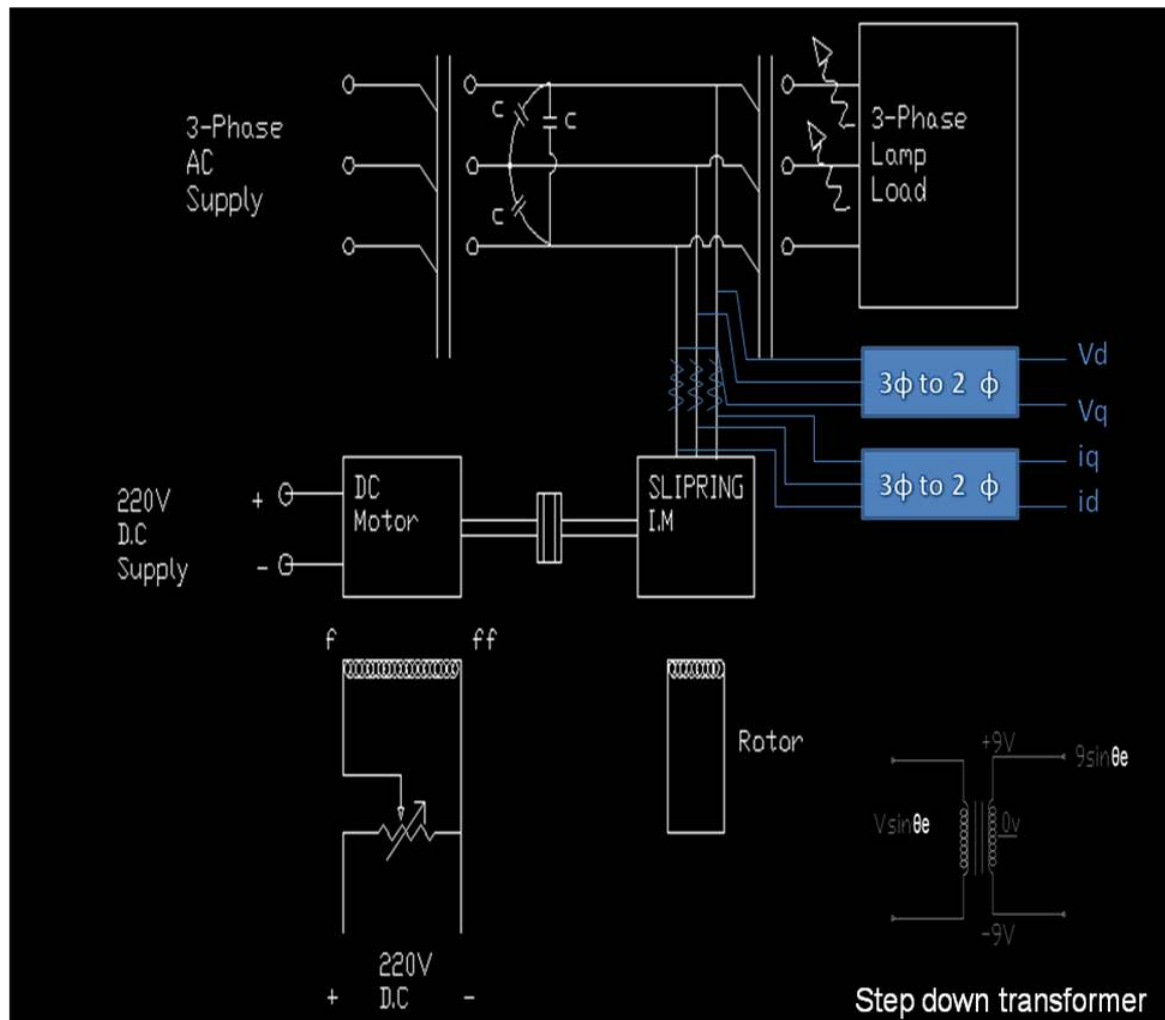 3-Phase
AC
Supply
C
C
C
3-Phase
Lamp
Load
3ϕ to 2 ϕ
Vd
Vq
3ϕ to 2 ϕ
iq
id
220V
D.C
Supply
+
-
DC
Motor
SLIPRING
I.M
f
ff
Rotor
220V
D.C
+
-
Vsinθe
+9V
0v
-9V
9sinθe
Step down transformer